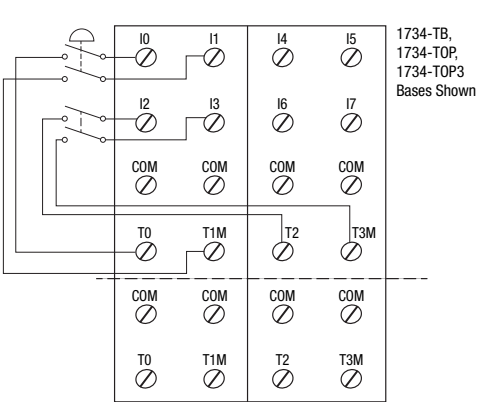 I0 I1 I4 I5
1734-TB,
1734-TOP,
1734-TOP3
Bases Shown
I2 I3 I6 I7
COM COM COM COM
T0 T1M T2 T3M
COM COM COM COM
T0 T1M T2 T3M